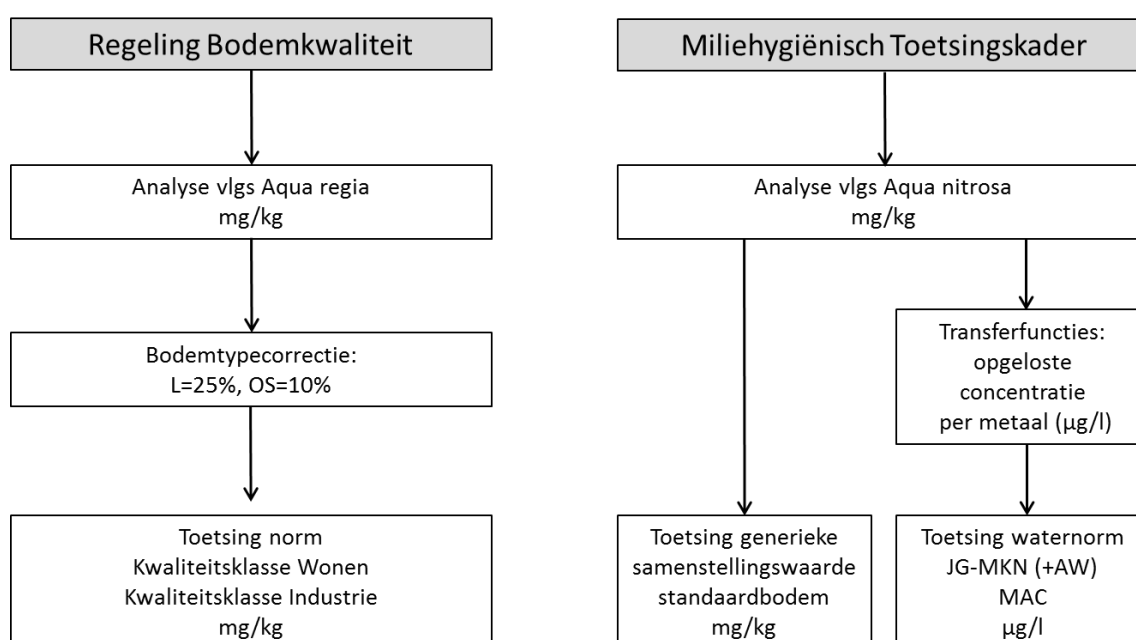 Regeling Bodemkwaliteit
Analyse vlgs Aqua regia
mg/kg
Bodemtypecorrectie:
L=25%, OS=10%
Toetsing norm
Kwaliteitsklasse Wonen
Kwaliteitsklasse Industrie
mg/kg
Miliehygiënisch Toetsingskader
Analyse vlgs Aqua nitrosa
mg/kg
Transferfuncties:
opgeloste
concentratie
per metaal (µg/l)
Toetsing generieke
samenstellingswaarde
standaardbodem
mg/kg
Toetsing waternorm
JG-MKN (+AW)
MAC
µg/l